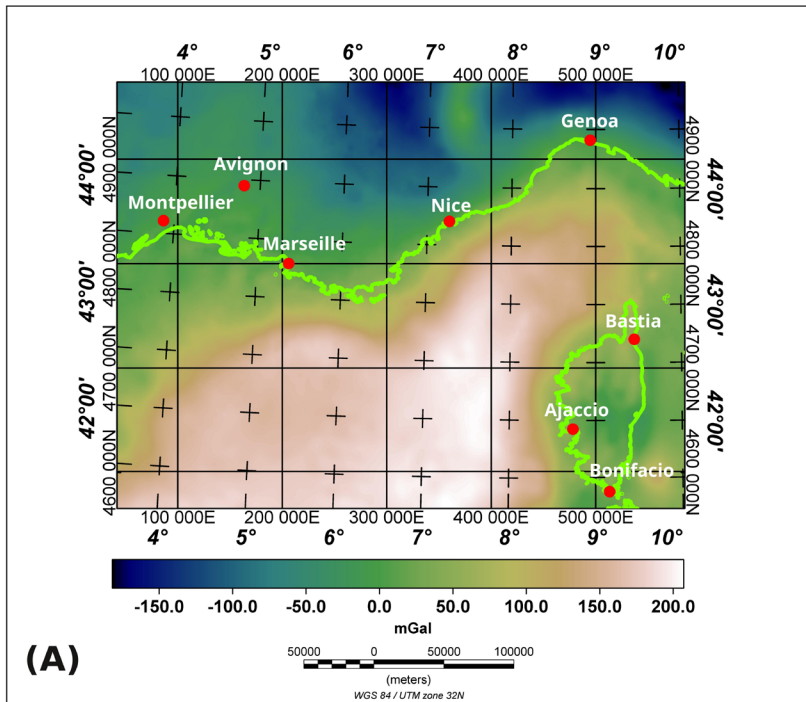 4° 5° 6° 7° 8° 9° 10°
100 000E 200 000E 300 000E 400 000E 500 000E
Genoa
4900 000N 4900 000N
44°00' 44°00'
Avignon
Montpellier
Nice
Marseille
4800 000N 4800 000N
43°00' 43°00'
Bastia
4700 000N 4700 000N
42°00' 42°00'
Ajaccio
Bonifacio
4600 000N 4600 000N
100 000E 200 000E 300 000E 400 000E 500 000E
4° 5° 6° 7° 8° 9° 10°
-150.0 -100.0 -50.0 0.0 50.0 100.0 150.0 200.0
mGal
(A)
50000 0 50000 100000
(meters)
WGS 84 / UTM zone 32N